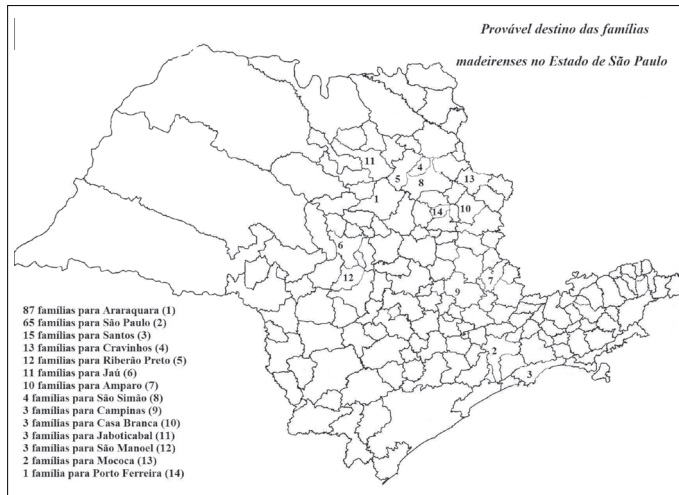 Provável destino das famílias
madeirenses no Estado de São Paulo
11
4
5
8
13
1
14
10
6
12
7
9
2
3
87 famílias para Araraquara (1)
65 famílias para São Paulo (2)
15 famílias para Santos (3)
13 famílias para Cravinhos (4)
12 famílias para Riberão Preto (5)
11 famílias para Jaú (6)
10 famílias para Amparo (7)
4 famílias para São Simão (8)
3 famílias para Campinas (9)
3 famílias para Casa Branca (10)
3 famílias para Jaboticabal (11)
3 famílias para São Manoel (12)
2 famílias para Mococa (13)
1 família para Porto Ferreira (14)